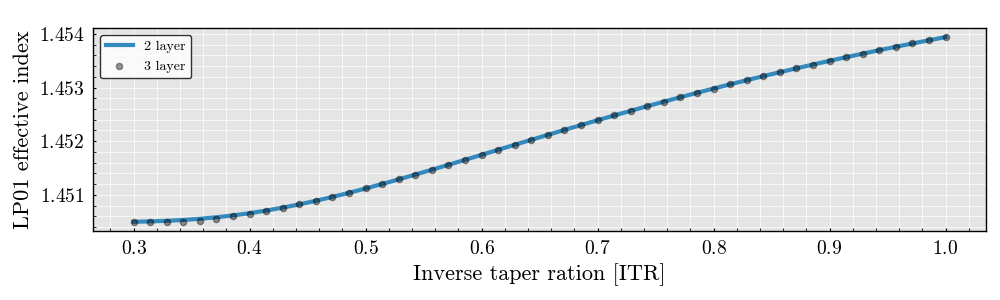 1.454
1.453
1.452
1.451
LP01 effective index
2 layer
3 layer
0.3 0.4 0.5 0.6 0.7 0.8 0.9 1.0
Inverse taper ration [ITR]